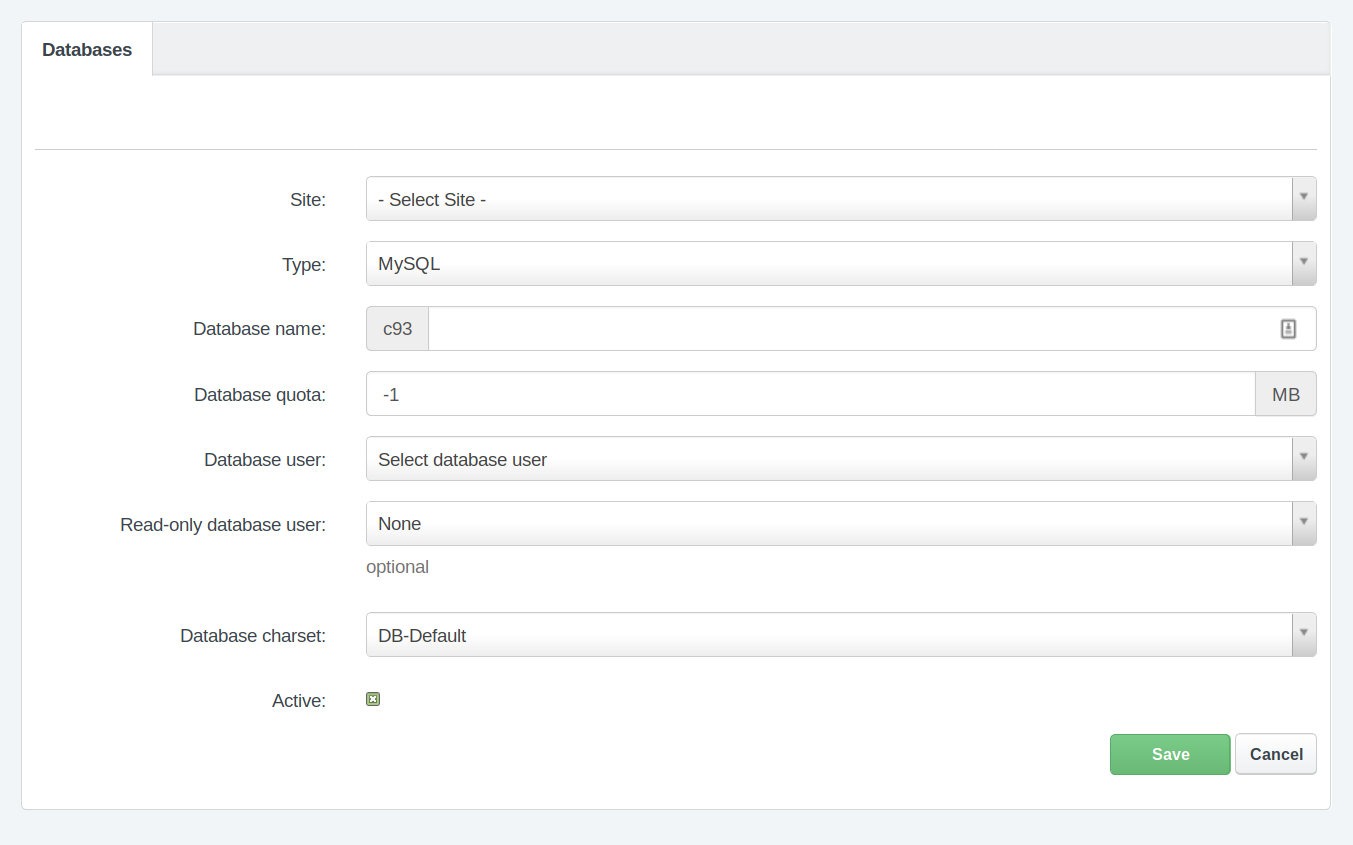 Databases
Site: - Select Site -
Type: MySQL
Database name: c93
Database quota: -1 MB
Database user: Select database user
Read-only database user: None
optional
Database charset: DB-Default
Active:
Save Cancel